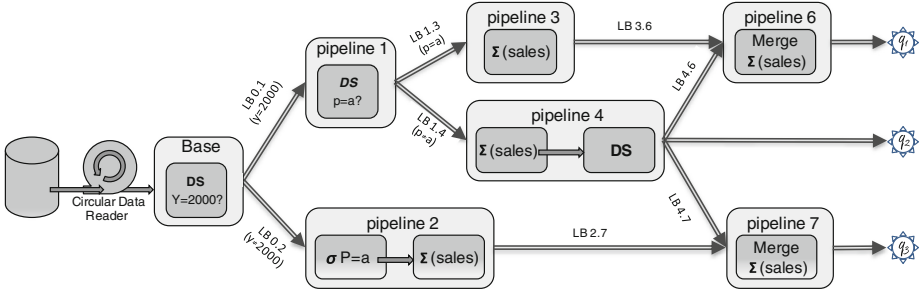 Base
DS
Y=2000?
Circular Data
Reader
LB 0.1
(y=2000)
LB 0.2
(y=2000)
pipeline 1
DS
p=a?
pipeline 2
σ P=a
Σ(sales)
LB 1.3
(p=a)
LB 1.4
(p≠a)
pipeline 3
Σ(sales)
pipeline 4
Σ(sales)
DS
LB 3.6
LB 4.6
LB 4.7
LB 2.7
pipeline 6
Merge
Σ(sales)
pipeline 7
Merge
Σ(sales)
q1
q2
q3